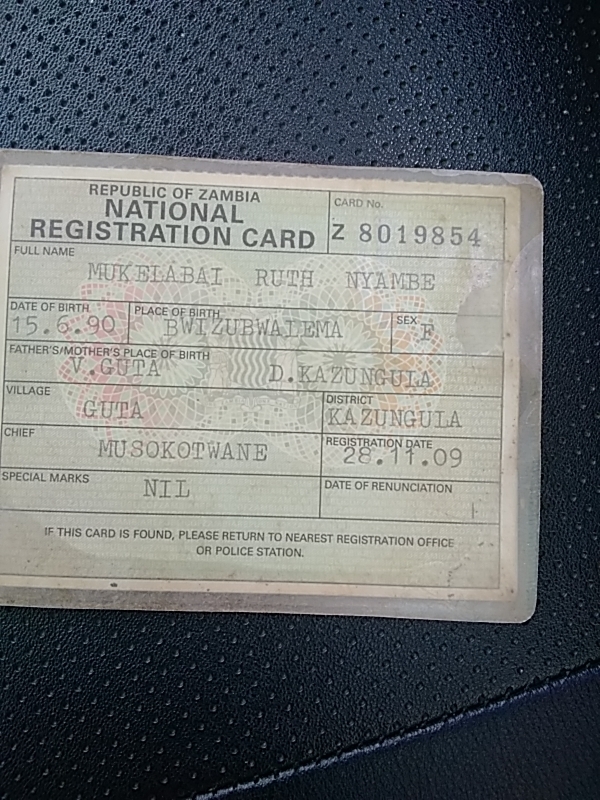 REPUBLIC OF ZAMBIA
NATIONAL
REGISTRATION CARD
CARD No.
Z 8019854
FULL NAME
MUKELABAI RUTH NYAMBE
DATE OF BIRTH
15.6.90
PLACE OF BIRTH
BWIZUBWALEMA
SEX
F
FATHER'S/MOTHER'S PLACE OF BIRTH
V.GUTA D.KAZUNGULA
VILLAGE
GUTA
DISTRICT
KAZUNGULA
CHIEF
MUSOKOTWANE
REGISTRATION DATE
28.11.09
SPECIAL MARKS
NIL
DATE OF RENUNCIATION
IF THIS CARD IS FOUND, PLEASE RETURN TO NEAREST REGISTRATION OFFICE
OR POLICE STATION.